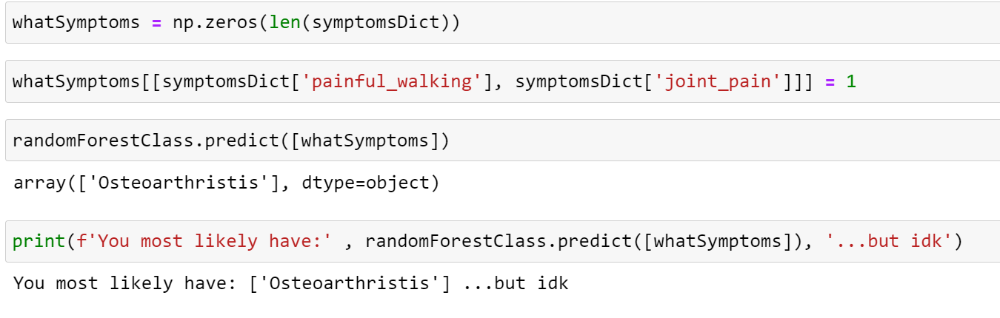 whatSymptoms = np.zeros(len(symptomsDict))
whatSymptoms[[symptomsDict['painful_walking'], symptomsDict['joint_pain']]] = 1
randomForestClass.predict([whatSymptoms])
array(['Osteoarthristis'], dtype=object)
print(f'You most likely have:' , randomForestClass.predict([whatSymptoms]), '...but idk')
You most likely have: ['Osteoarthristis'] ...but idk